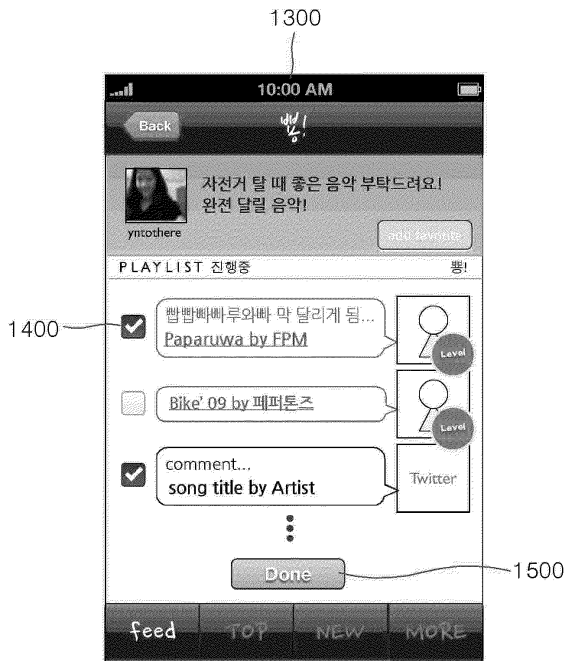 1300
10:00 AM
Back
yntothere
자전거 탈 때 좋은 음악 부탁드려요!
완젼 달릴 음악!
add favorite
PLAYLIST 진행중
뿅!
1400
빱빱빠빠루와빠 막 달리게 됨...
Paparuwa by FPM
Level
Bike' 09 by 페퍼톤즈
Level
comment...
song title by Artist
Twitter
Done
1500
feed
TOP
NEW
MORE